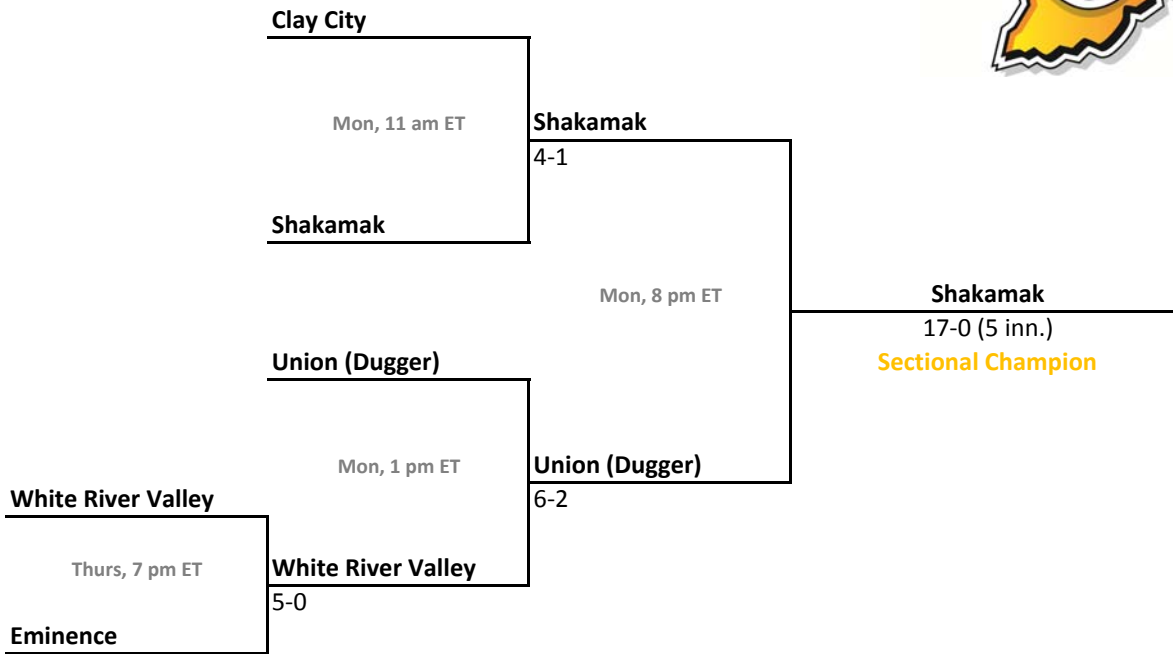 Clay City
Mon, 11 am ET
Shakamak
4-1
Shakamak
Mon, 8 pm ET
Shakamak
17-0 (5 inn.)
Union (Dugger)
Sectional Champion
Mon, 1 pm ET
Union (Dugger)
White River Valley
6-2
Thurs, 7 pm ET
White River Valley
5-0
Eminence